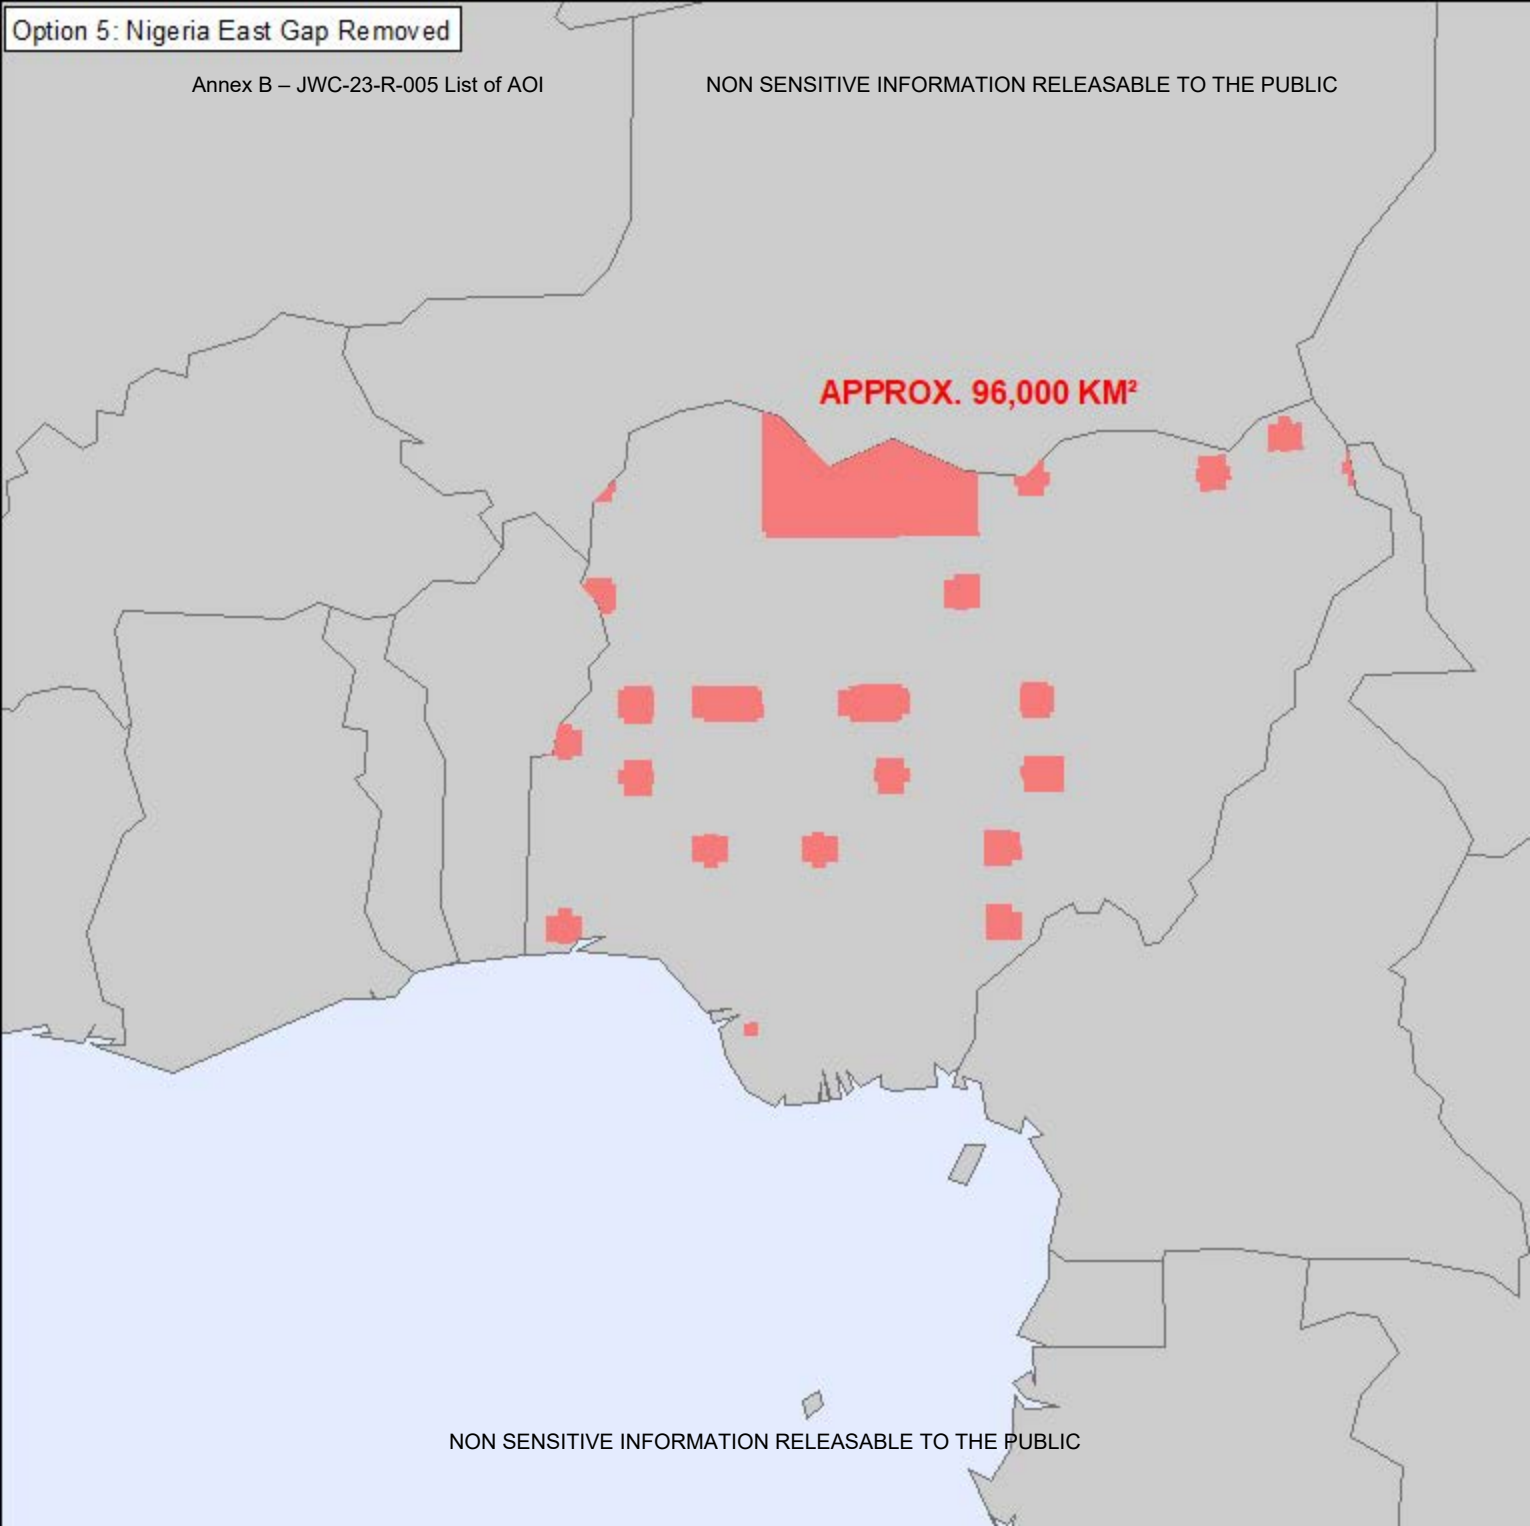 Option 5: Nigeria East Gap Removed
Annex B – JWC-23-R-005 List of AOI
NON SENSITIVE INFORMATION RELEASABLE TO THE PUBLIC
APPROX. 96,000 KM²
NON SENSITIVE INFORMATION RELEASABLE TO THE PUBLIC